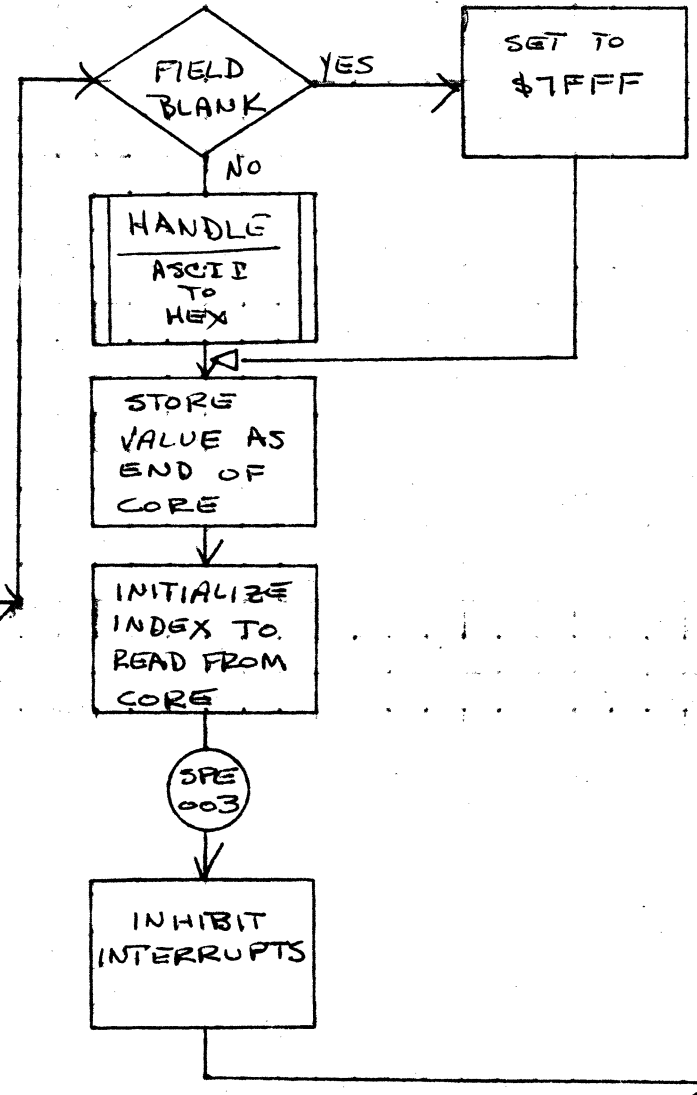 FIELD
BLANK
YES
SET TO
$7FFF
NO
HANDLE
ASCII
TO
HEX
STORE
VALUE AS
END OF
CORE
INITIALIZE
INDEX TO
READ FROM
CORE
SPE
003
INHIBIT
INTERRUPTS